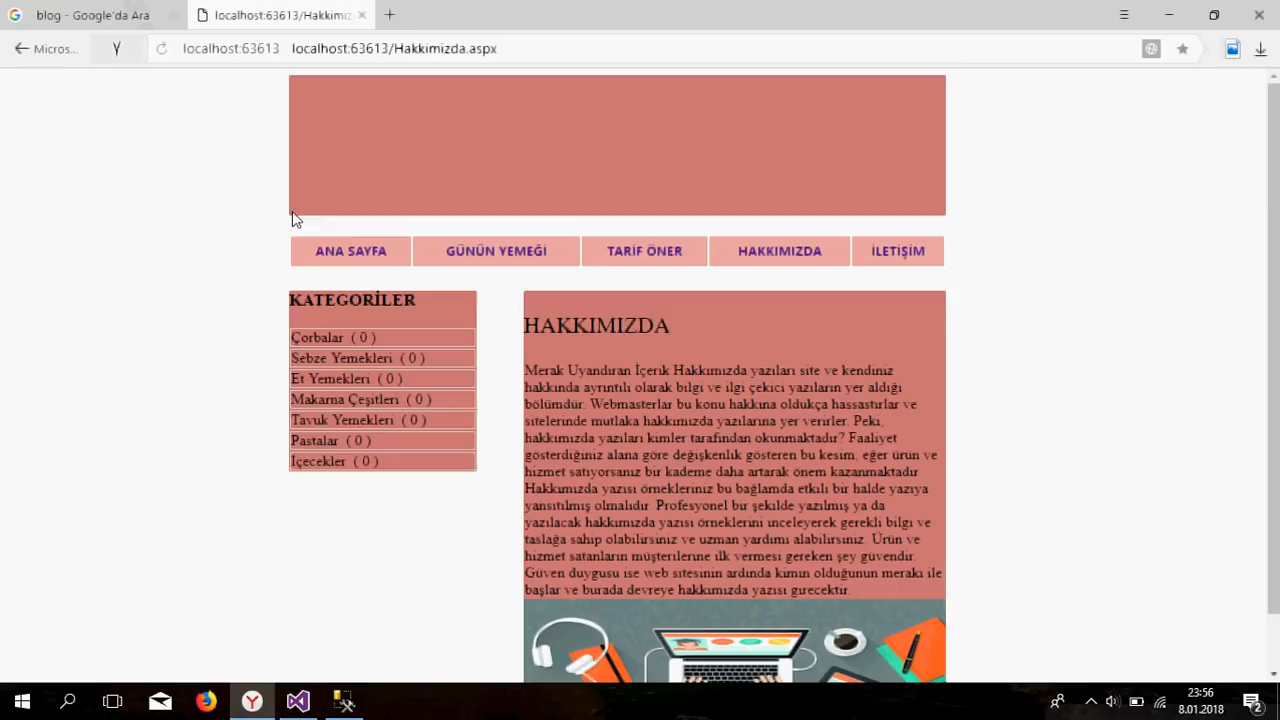 blog - Google'da Ara
localhost:63613/Hakkımız
Micros...
localhost:63613 localhost:63613/Hakkimizda.aspx
ANA SAYFA GÜNÜN YEMEĞİ TARİF ÖNER HAKKIMIZDA İLETİŞİM
KATEGORİLER
Çorbalar ( 0 )
Sebze Yemekleri ( 0 )
Et Yemekleri ( 0 )
Makarna Çeşitleri ( 0 )
Tavuk Yemekleri ( 0 )
Pastalar ( 0 )
İçecekler ( 0 )
HAKKIMIZDA
Merak Uyandıran İçerik Hakkımızda yazıları site ve kendiniz
hakkında ayrıntılı olarak bilgi ve ilgi çekici yazıların yer aldığı
bölümdür. Webmasterlar bu konu hakkına oldukça hassastırlar ve
sitelerinde mutlaka hakkımızda yazılarına yer verirler. Peki,
hakkımızda yazıları kimler tarafından okunmaktadır? Faaliyet
gösterdiğiniz alana göre değişkenlik gösteren bu kesim, eğer ürün ve
hizmet satıyorsanız bir kademe daha artarak önem kazanmaktadır.
Hakkımızda yazısı örnekleriniz bu bağlamda etkili bir halde yazıya
yansıtılmış olmalıdır. Profesyonel bir şekilde yazılmış ya da
yazılacak hakkımızda yazısı örneklerini inceleyerek gerekli bilgi ve
taslağa sahip olabilirsiniz ve uzman yardımı alabilirsiniz. Ürün ve
hizmet satanların müşterilerine ilk vermesi gereken şey güvendir.
Güven duygusu ise web sitesinin ardında kimin olduğunun merakı ile
başlar ve burada devreye hakkımızda yazısı girecektir.
23:56
8.01.2018
2